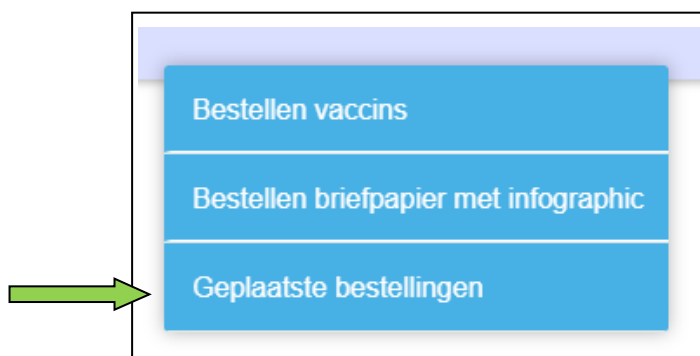 Bestellen vaccins
Bestellen briefpapier met infographic
Geplaatste bestellingen